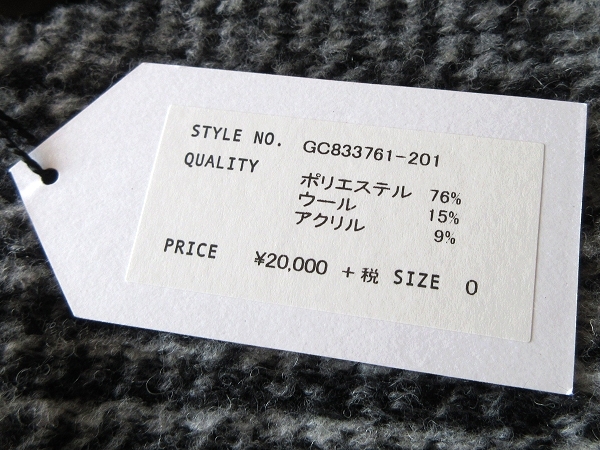 STYLE NO. GC833761-201
QUALITY
ポリエステル 76%
ウール 15%
アクリル 9%
PRICE ¥20,000 +税 SIZE 0